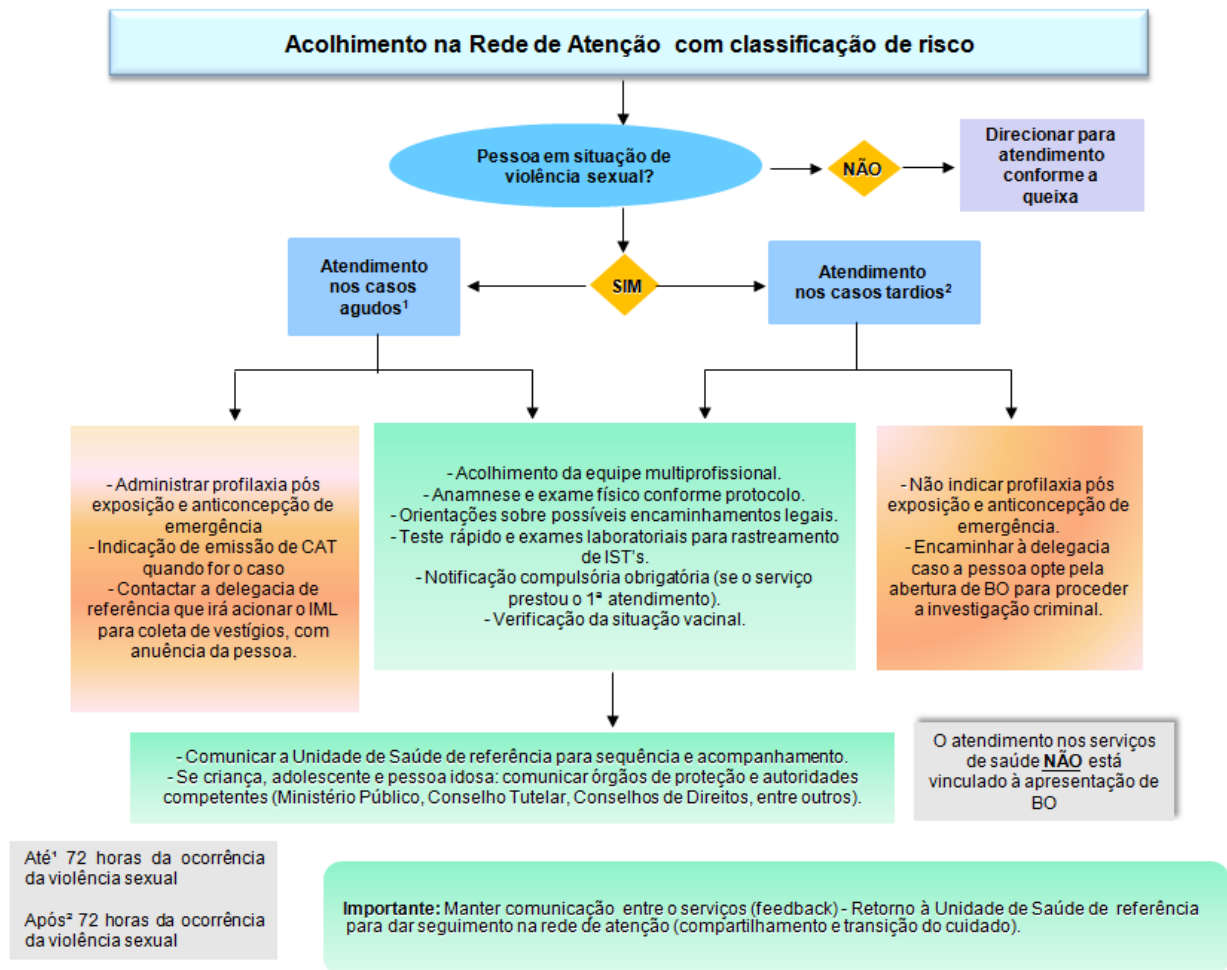 Acolhimento na Rede de Atenção com classificação de risco
Pessoa em situação de
violência sexual?
NÃO
Direcionar para
atendimento
conforme a
queixa
Atendimento
nos casos
agudos¹
SIM
Atendimento
nos casos tardios²
- Administrar profilaxia pós
exposição e anticoncepção de
emergência
- Indicação de emissão de CAT
quando for o caso
- Contactar a delegacia de
referência que irá acionar o IML
para coleta de vestígios, com
anuência da pessoa.
- Acolhimento da equipe multiprofissional.
- Anamnese e exame físico conforme protocolo.
- Orientações sobre possíveis encaminhamentos legais.
- Teste rápido e exames laboratoriais para rastreamento
de IST's.
- Notificação compulsória obrigatória (se o serviço
prestou o 1ª atendimento).
- Verificação da situação vacinal.
- Não indicar profilaxia pós
exposição e anticoncepção de
emergência.
- Encaminhar à delegacia
caso a pessoa opte pela
abertura de BO para proceder
a investigação criminal.
- Comunicar a Unidade de Saúde de referência para sequência e acompanhamento.
- Se criança, adolescente e pessoa idosa: comunicar órgãos de proteção e autoridades
competentes (Ministério Público, Conselho Tutelar, Conselhos de Direitos, entre outros).
O atendimento nos serviços
de saúde NÃO está
vinculado à apresentação de
BO
Até¹ 72 horas da ocorrência
da violência sexual
Após² 72 horas da ocorrência
da violência sexual
Importante: Manter comunicação entre o serviços (feedback) - Retorno à Unidade de Saúde de referência
para dar seguimento na rede de atenção (compartilhamento e transição do cuidado).